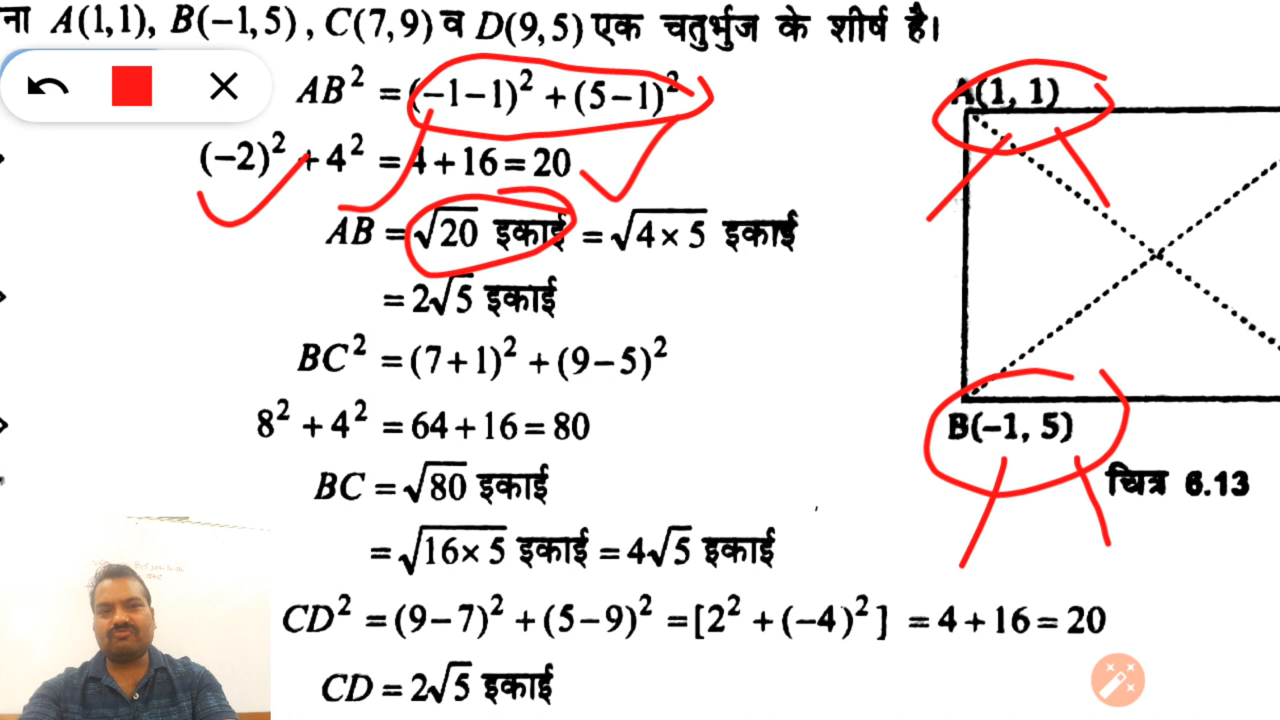 ना A(1,1), B(−1,5), C(7,9) व D(9,5) एक चतुर्भुज के शीर्ष है।
AB² = (−1−1)² + (5−1)²
A(1, 1)
(−2)² + 4² = 4 + 16 = 20
AB = √20 इकाई = √4×5 इकाई
= 2√5 इकाई
BC² = (7+1)² + (9−5)²
8² + 4² = 64 + 16 = 80
B(−1, 5)
BC = √80 इकाई
चित्र 6.13
= √16×5 इकाई = 4√5 इकाई
CD² = (9−7)² + (5−9)² = [2² + (−4)²] = 4 + 16 = 20
CD = 2√5 इकाई